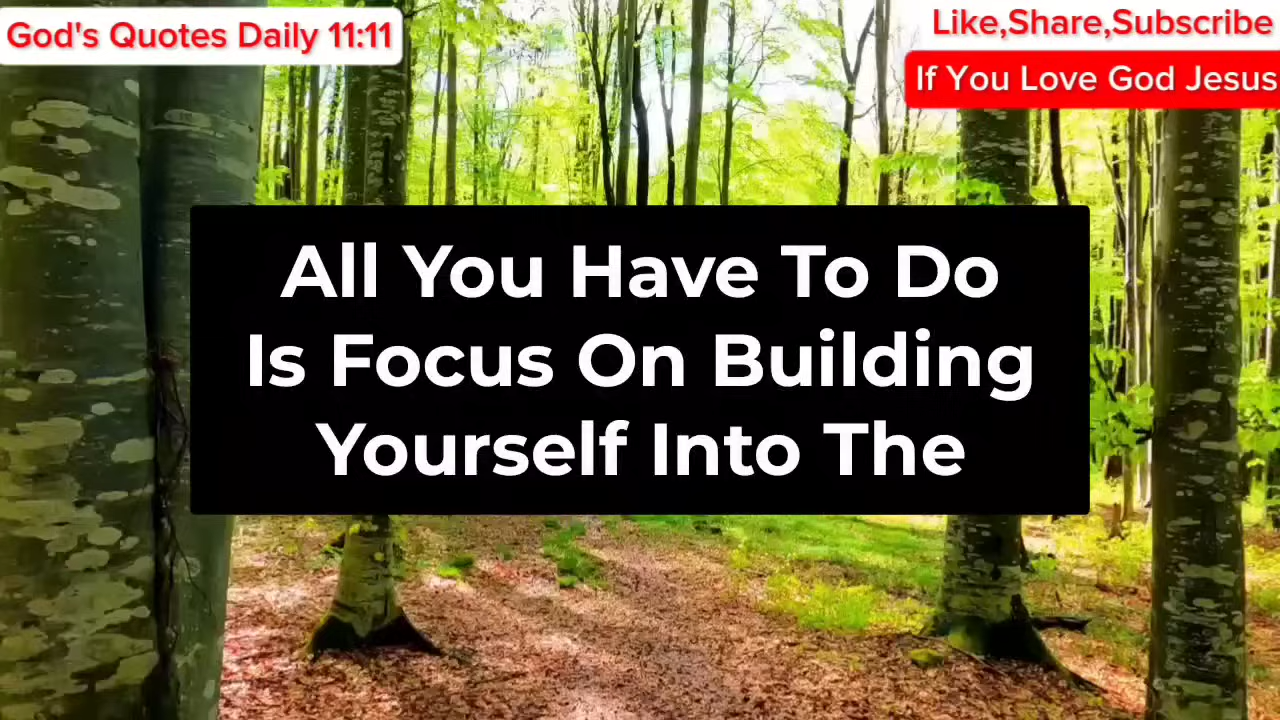 God's Quotes Daily 11:11
Like,Share,Subscribe
If You Love God Jesus
All You Have To Do
Is Focus On Building
Yourself Into The